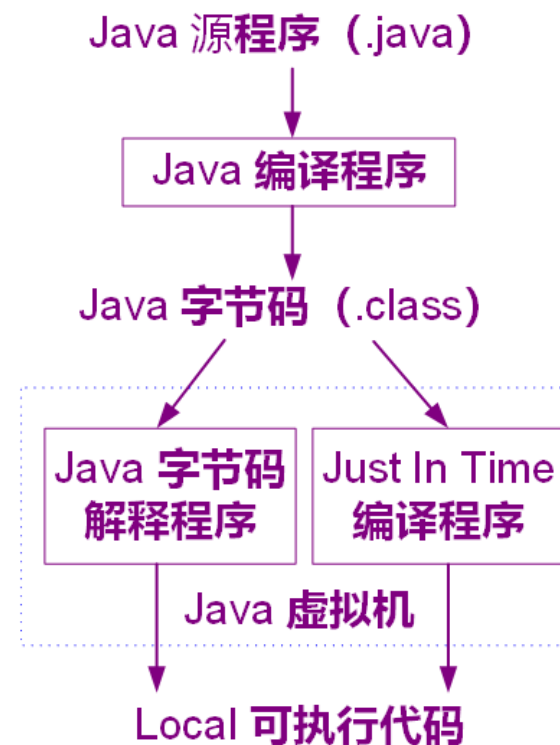 Java 源程序（.java）
Java 编译程序
Java 字节码（.class）
Java 字节码
解释程序
Just In Time
编译程序
Java 虚拟机
Local 可执行代码